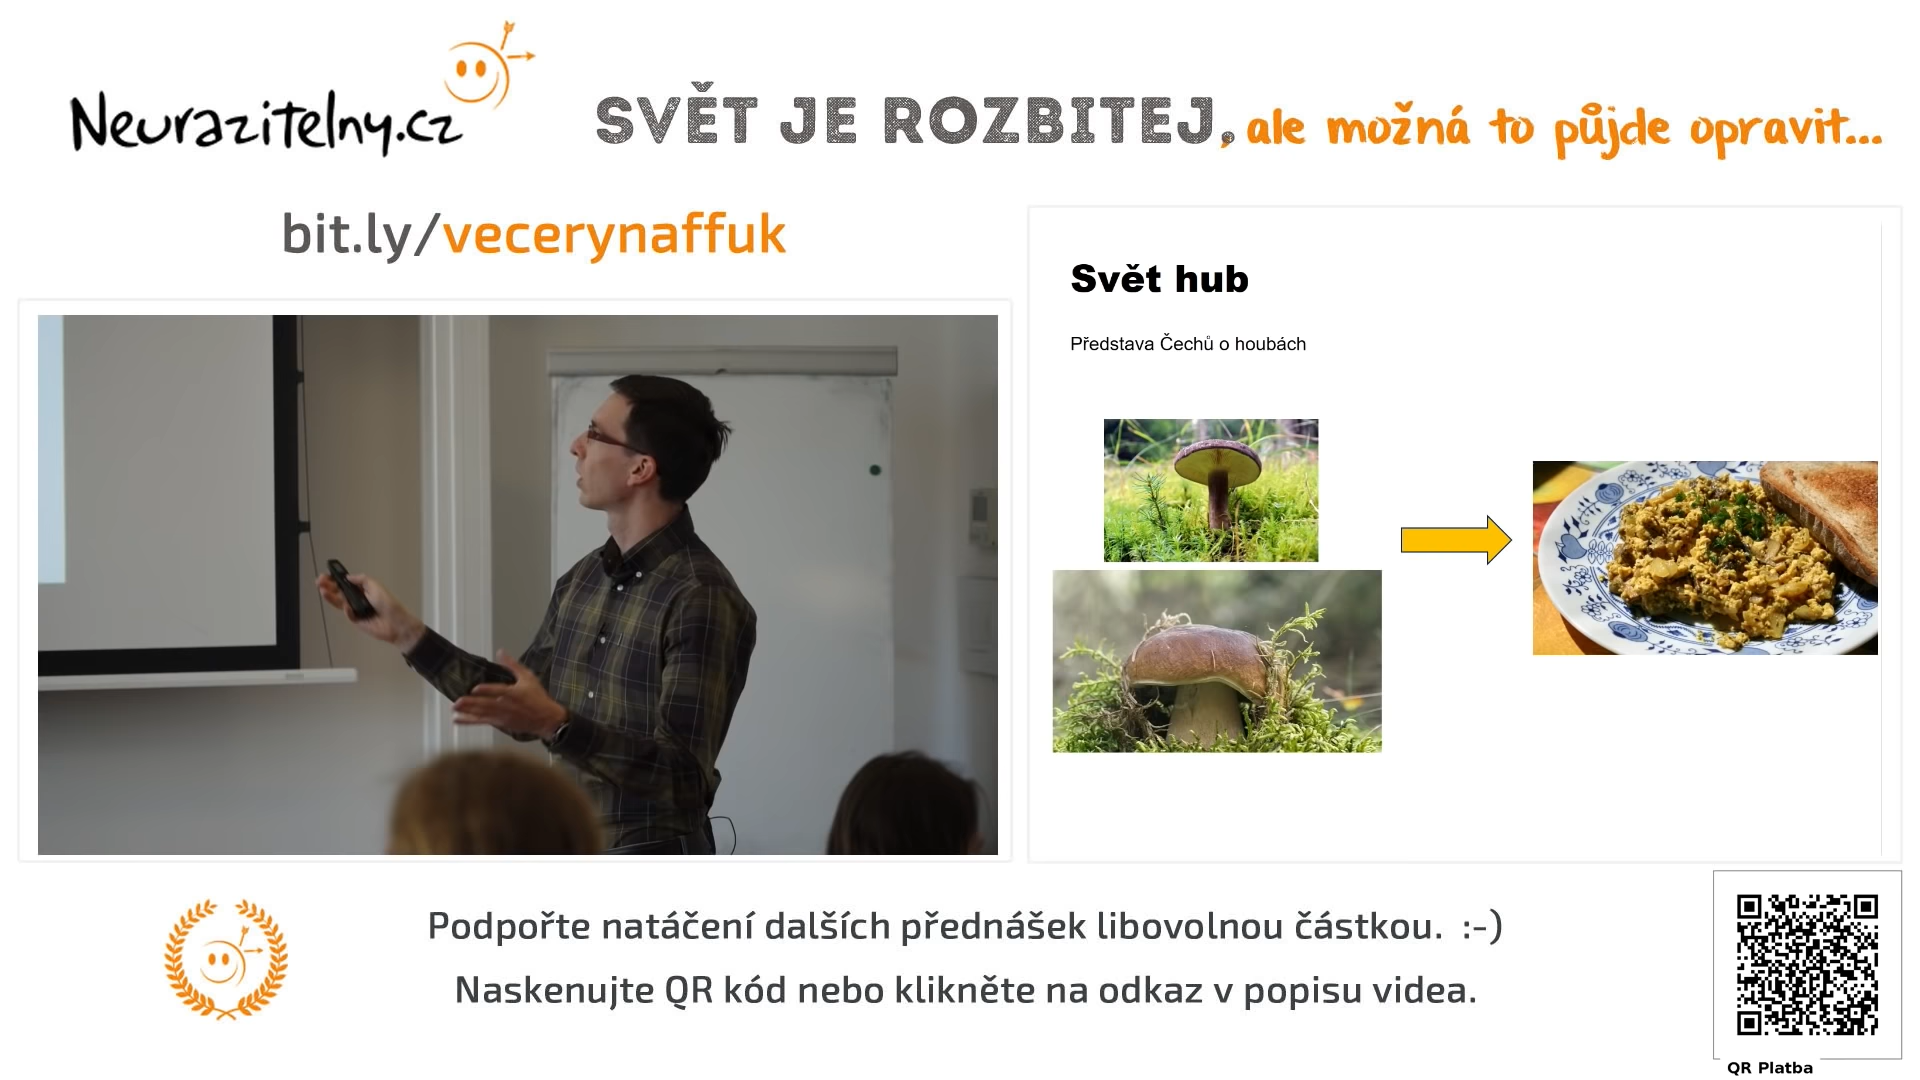 Neurazitelny.cz
SVĚT JE ROZBITEJ, ale možná to půjde opravit...
bit.ly/vecerynaffuk
Svět hub
Představa Čechů o houbách
Podpořte natáčení dalších přednášek libovolnou částkou. :-)
Naskenujte QR kód nebo klikněte na odkaz v popisu videa.
QR Platba